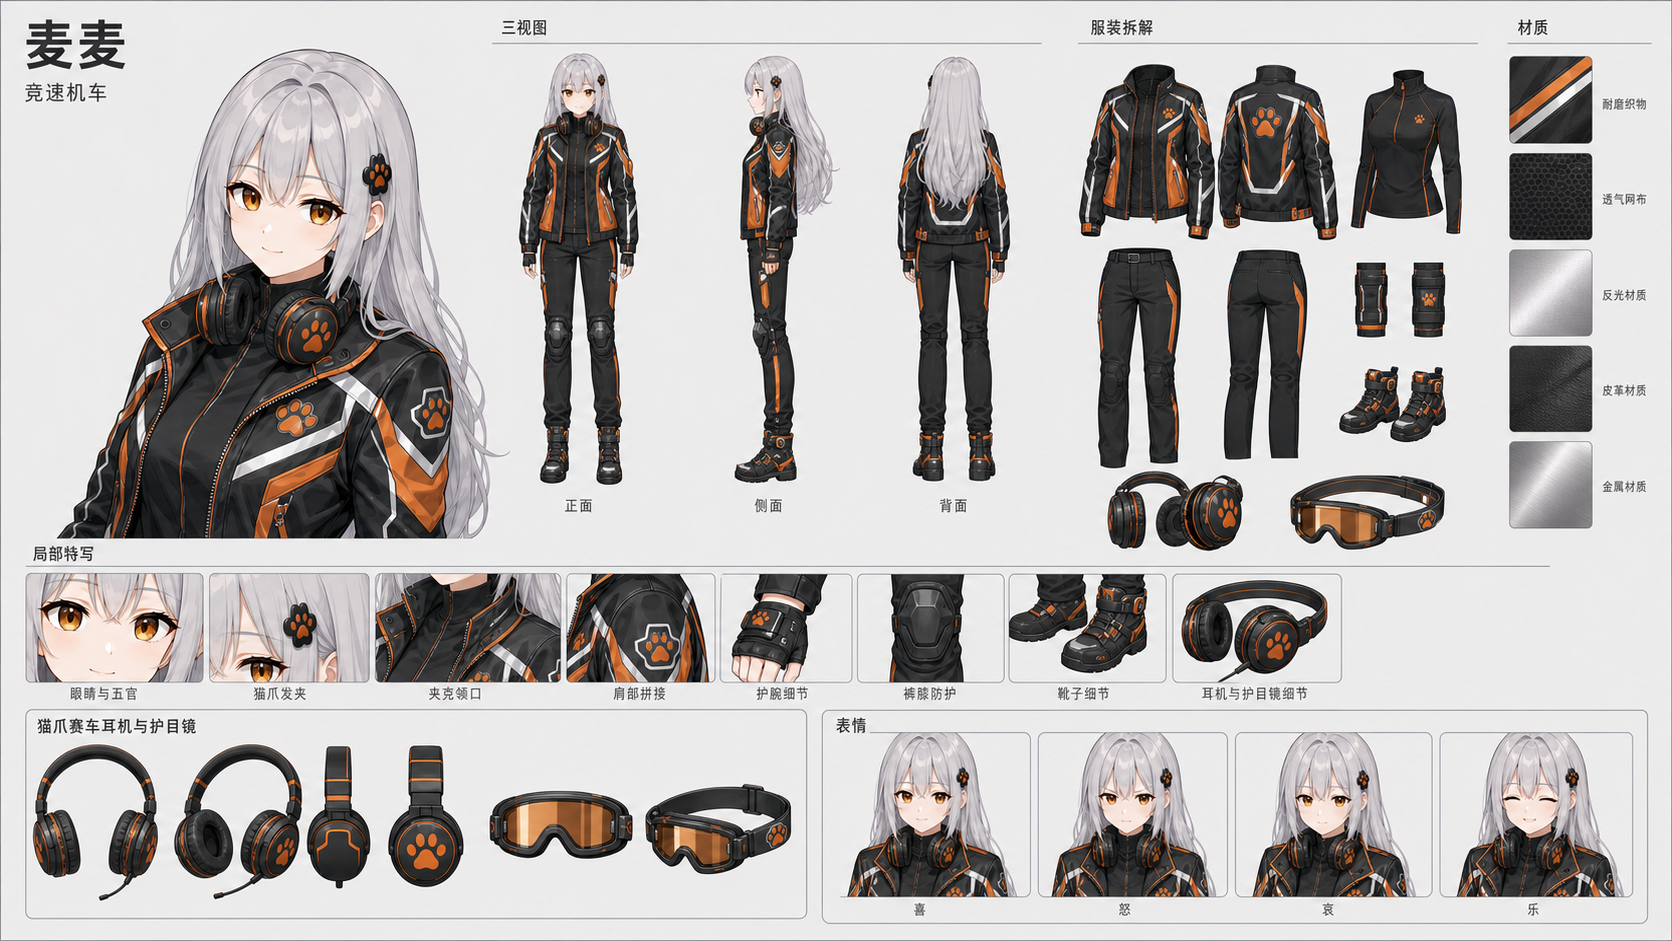 麦麦
竞速机车
三视图
正面
侧面
背面
服装拆解
材质
耐磨织物
透气网布
反光材质
皮革材质
金属材质
局部特写
眼睛与五官
猫爪发夹
夹克领口
肩部拼接
护腕细节
裤膝防护
靴子细节
耳机与护目镜细节
猫爪赛车耳机与护目镜
表情
喜
怒
哀
乐